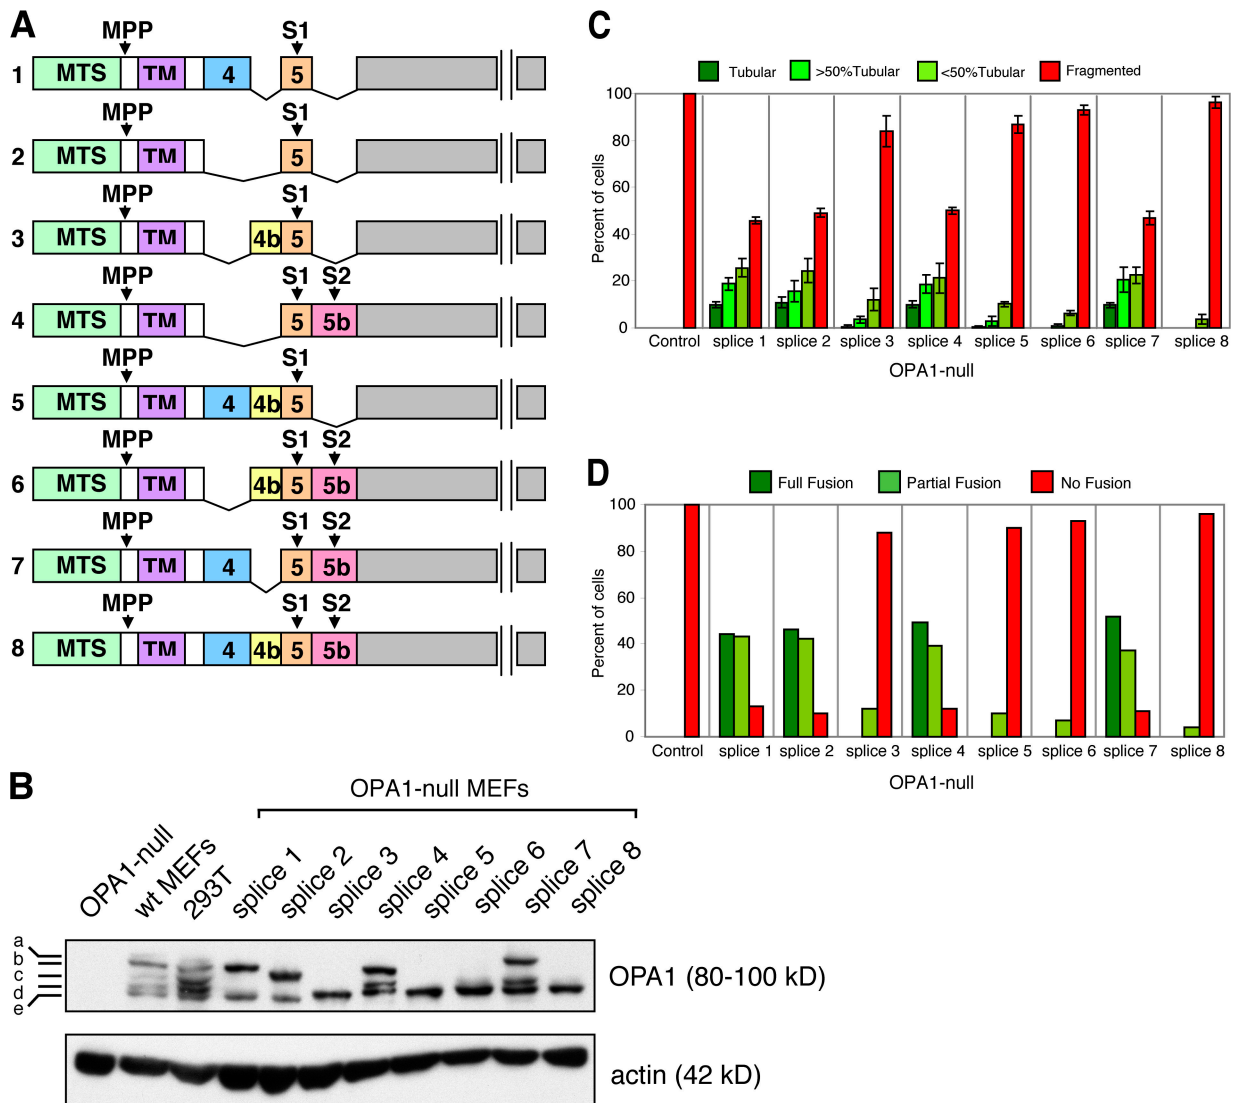 A
MPP S1
1 MTS TM 4 5
MPP S1
2 MTS TM 5
MPP S1
3 MTS TM 4b 5
MPP S1 S2
4 MTS TM 5 5b
MPP S1
5 MTS TM 4 4b 5
MPP S1 S2
6 MTS TM 4b 5 5b
MPP S1 S2
7 MTS TM 4 5 5b
MPP S1 S2
8 MTS TM 4 4b 5 5b
B
OPA1-null MEFs
OPA1-null
wt MEFs
293T
splice 1
splice 2
splice 3
splice 4
splice 5
splice 6
splice 7
splice 8
a
b
c
d
e
OPA1 (80-100 kD)
actin (42 kD)
C
Tubular >50%Tubular <50%Tubular Fragmented
Percent of cells
100
80
60
40
20
0
Control splice 1 splice 2 splice 3 splice 4 splice 5 splice 6 splice 7 splice 8
OPA1-null
D
Full Fusion Partial Fusion No Fusion
Percent of cells
100
80
60
40
20
0
Control splice 1 splice 2 splice 3 splice 4 splice 5 splice 6 splice 7 splice 8
OPA1-null